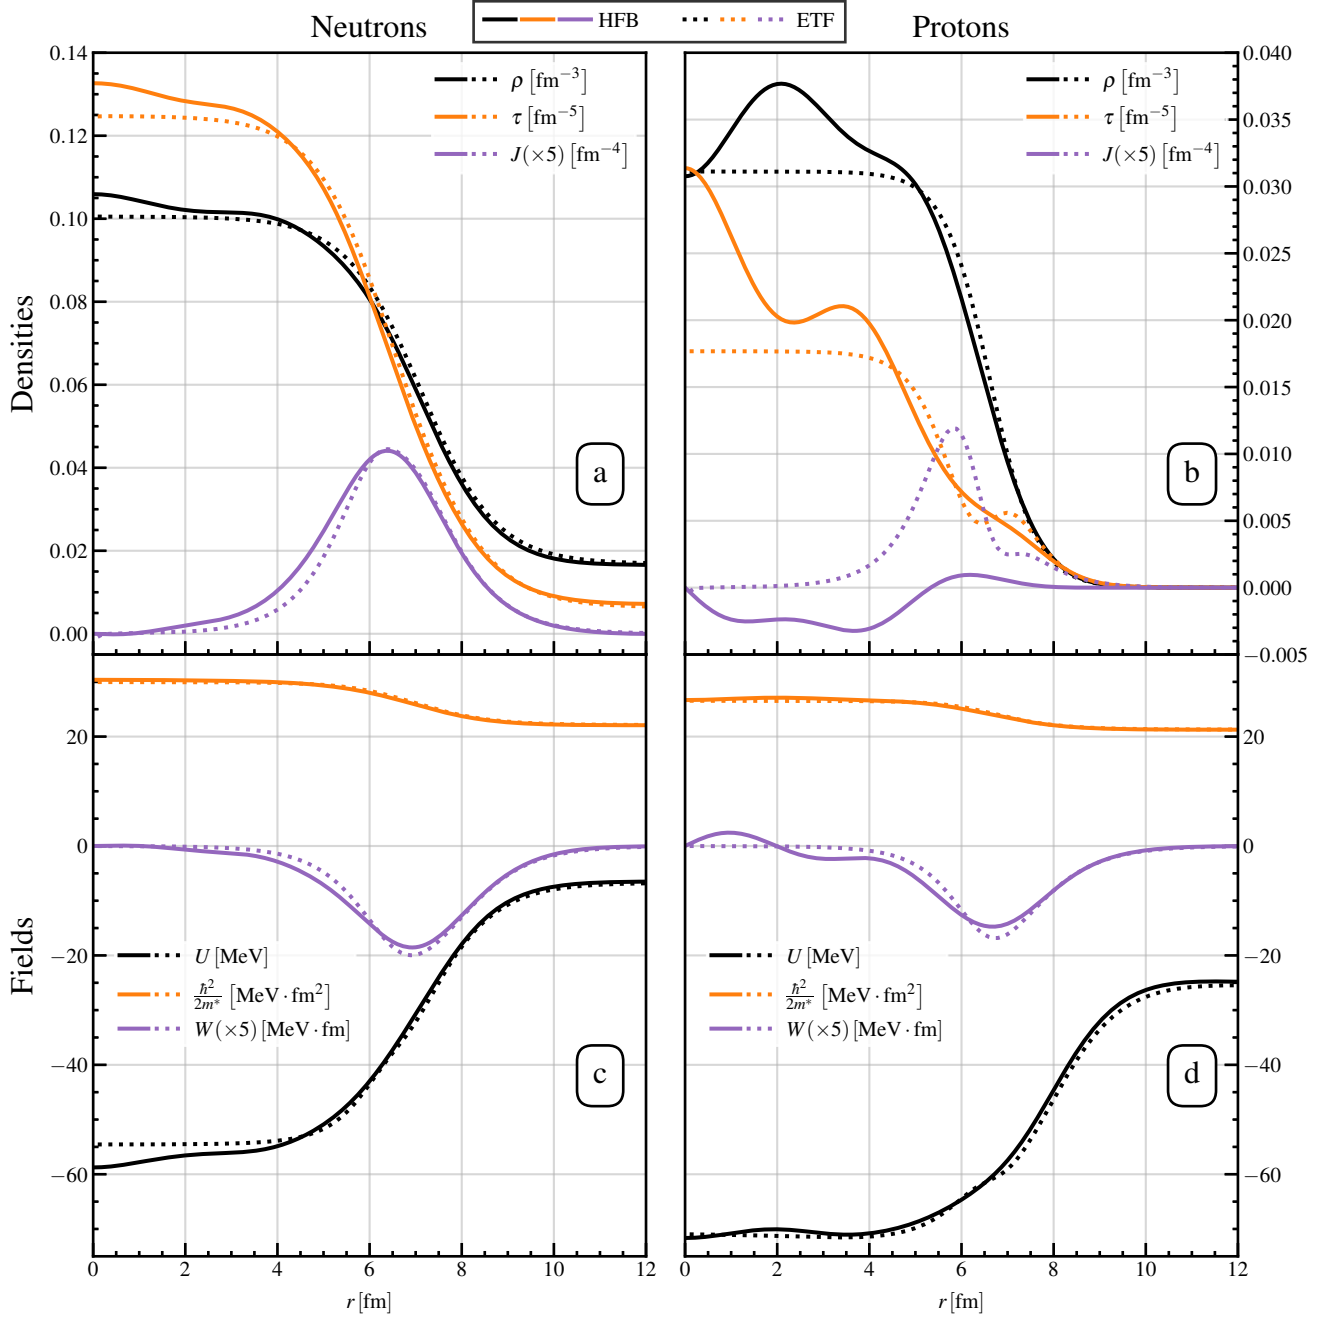 Neutrons
HFB
ETF
Protons
0.14
0.12
0.10
0.08
0.06
0.04
0.02
0.00
Densities
ρ [fm⁻³]
τ [fm⁻⁵]
J(×5) [fm⁻⁴]
a
ρ [fm⁻³]
τ [fm⁻⁵]
J(×5) [fm⁻⁴]
b
0.040
0.035
0.030
0.025
0.020
0.015
0.010
0.005
0.000
−0.005
20
0
−20
−40
−60
Fields
U [MeV]
ħ²/2m* [MeV · fm²]
W(×5) [MeV · fm]
c
U [MeV]
ħ²/2m* [MeV · fm²]
W(×5) [MeV · fm]
d
20
0
−20
−40
−60
0 2 4 6 8 10 12
0 2 4 6 8 10 12
r [fm]
r [fm]